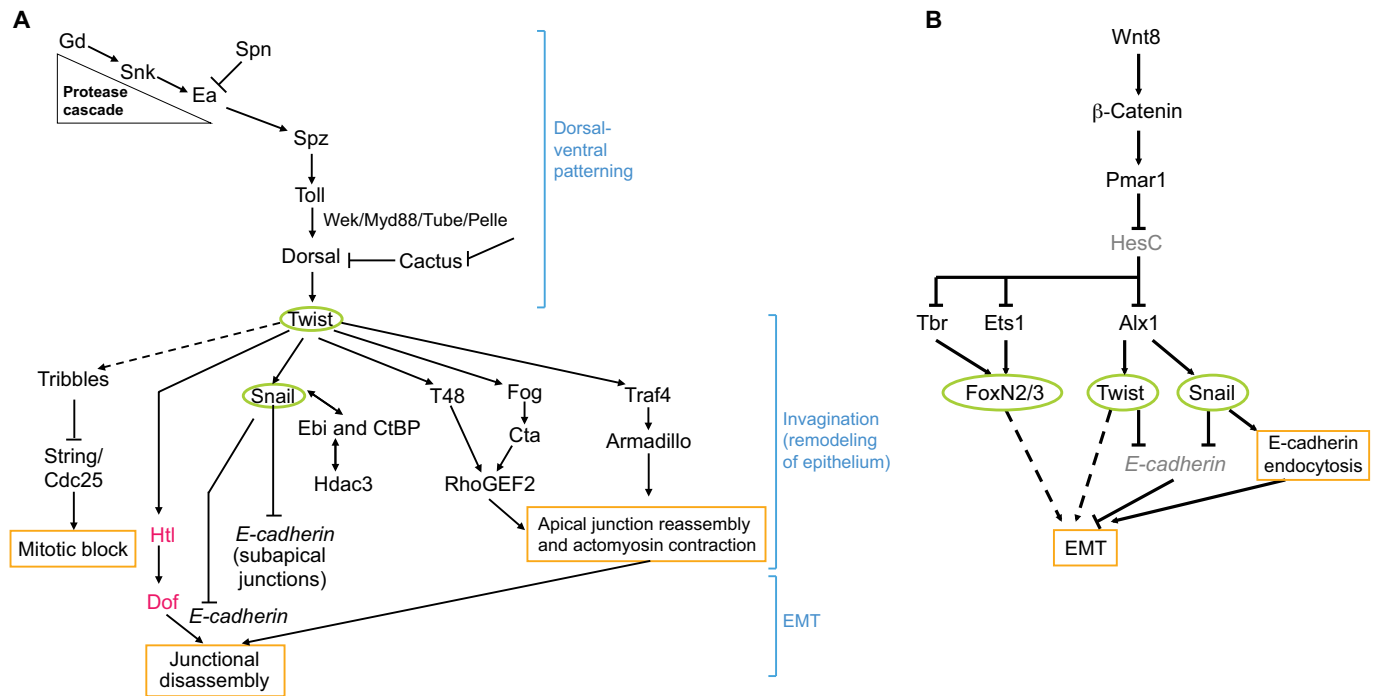 A
Gd
Snk
Ea
Spn
Protease
cascade
Spz
Toll
Wek/Myd88/Tube/Pelle
Dorsal
Cactus
Dorsal-
ventral
patterning
Twist
Tribbles
String/
Cdc25
Mitotic block
Htl
Dof
Snail
Ebi and CtBP
Hdac3
E-cadherin
(subapical
junctions)
E-cadherin
T48
Fog
Cta
RhoGEF2
Traf4
Armadillo
Apical junction reassembly
and actomyosin contraction
Invagination
(remodeling
of epithelium)
Junctional
disassembly
EMT
B
Wnt8
β-Catenin
Pmar1
HesC
Tbr
Ets1
Alx1
FoxN2/3
Twist
Snail
E-cadherin
E-cadherin
endocytosis
EMT